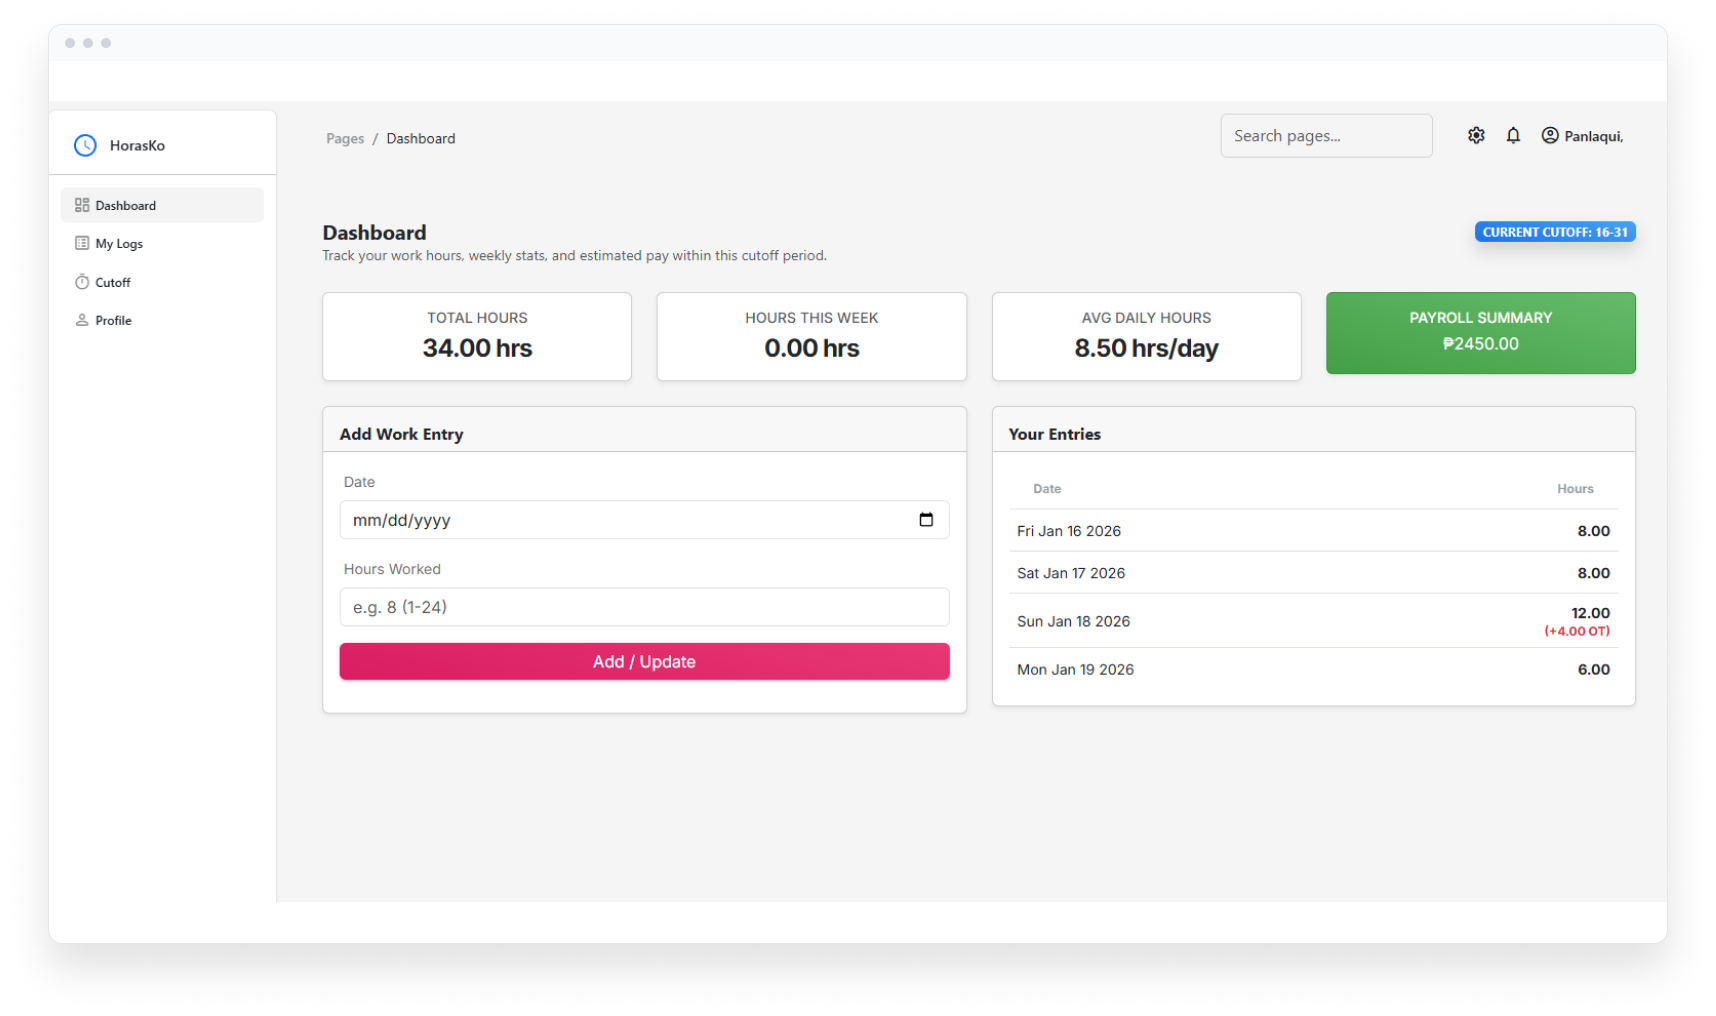 HorasKo
Dashboard
My Logs
Cutoff
Profile
Pages / Dashboard
Search pages...
Panlaqui,
Dashboard
Track your work hours, weekly stats, and estimated pay within this cutoff period.
CURRENT CUTOFF: 16-31
TOTAL HOURS
34.00 hrs
HOURS THIS WEEK
0.00 hrs
AVG DAILY HOURS
8.50 hrs/day
PAYROLL SUMMARY
₱2450.00
Add Work Entry
Date
mm/dd/yyyy
Hours Worked
e.g. 8 (1-24)
Add / Update
Your Entries
Date Hours
Fri Jan 16 2026 8.00
Sat Jan 17 2026 8.00
Sun Jan 18 2026 12.00
(+4.00 OT)
Mon Jan 19 2026 6.00